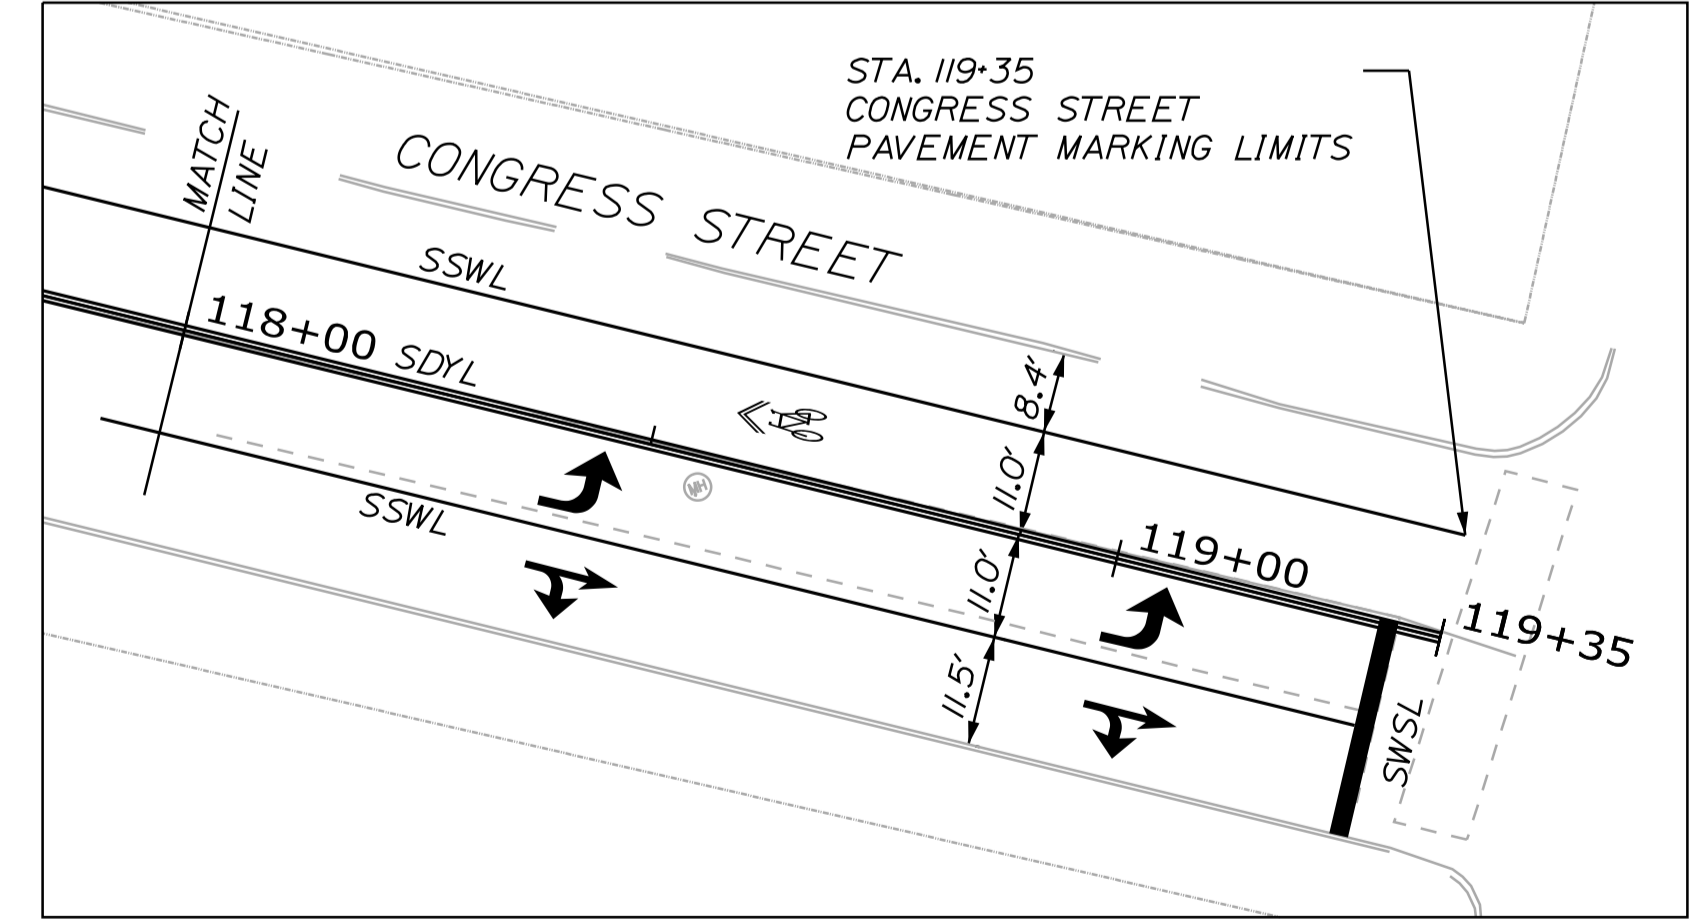 STA. 119+35
CONGRESS STREET
PAVEMENT MARKING LIMITS
MATCH
LINE
CONGRESS STREET
SSWL
118+00 SDYL
8.4'
11.0'
MH
SSWL
11.0'
119+00
11.5'
119+35
SWSL